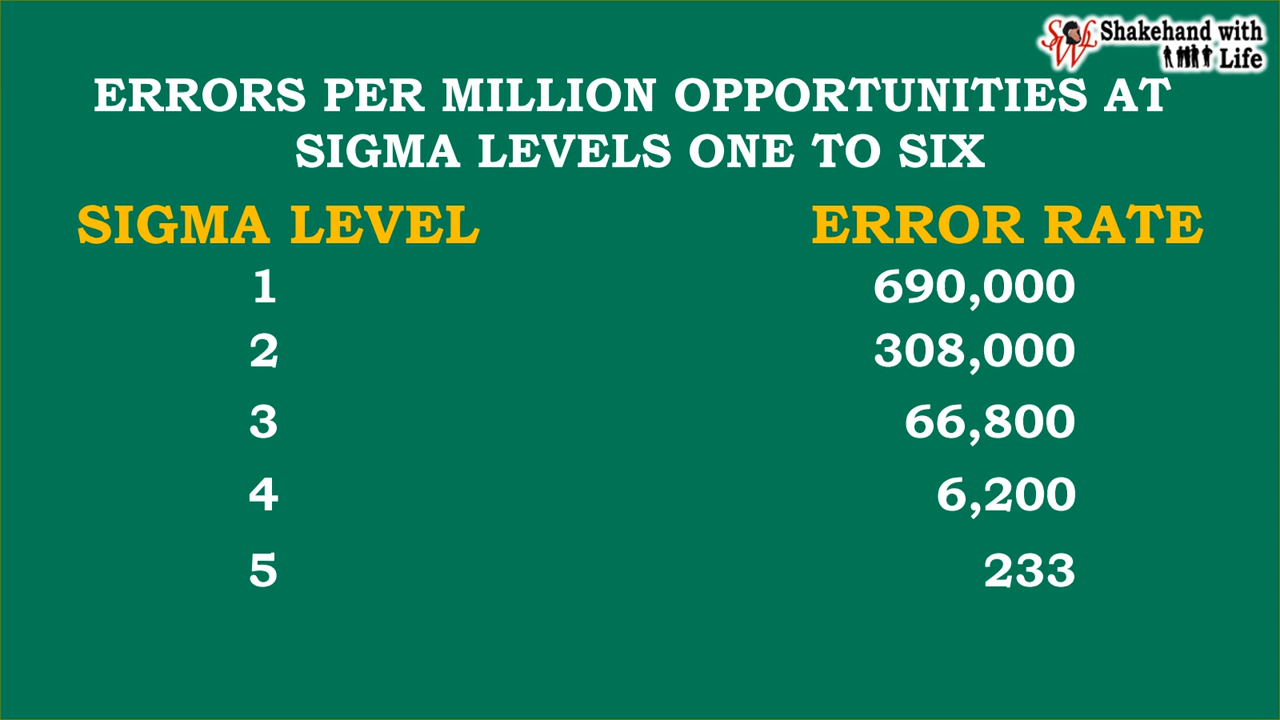 SWL Shakehand with
Life
ERRORS PER MILLION OPPORTUNITIES AT
SIGMA LEVELS ONE TO SIX
SIGMA LEVEL ERROR RATE
1 690,000
2 308,000
3 66,800
4 6,200
5 233